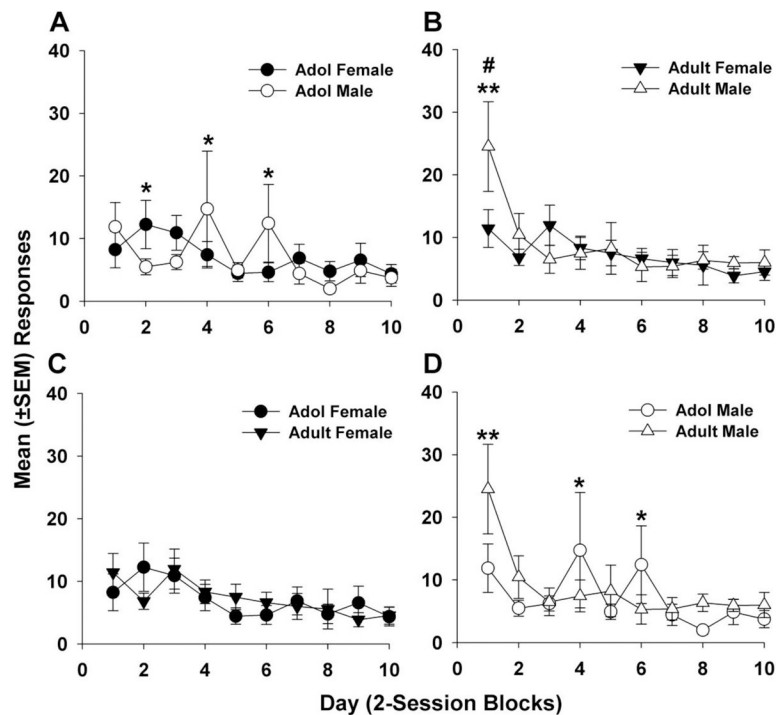 A
40
30
20
10
0
Adol Female
Adol Male
*
*
*
0 2 4 6 8 10
B
40
30
20
10
0
Adult Female
Adult Male
#
**
0 2 4 6 8 10
C
40
30
20
10
0
Adol Female
Adult Female
0 2 4 6 8 10
D
40
30
20
10
0
Adol Male
Adult Male
**
*
*
0 2 4 6 8 10
Mean (±SEM) Responses
Day (2-Session Blocks)